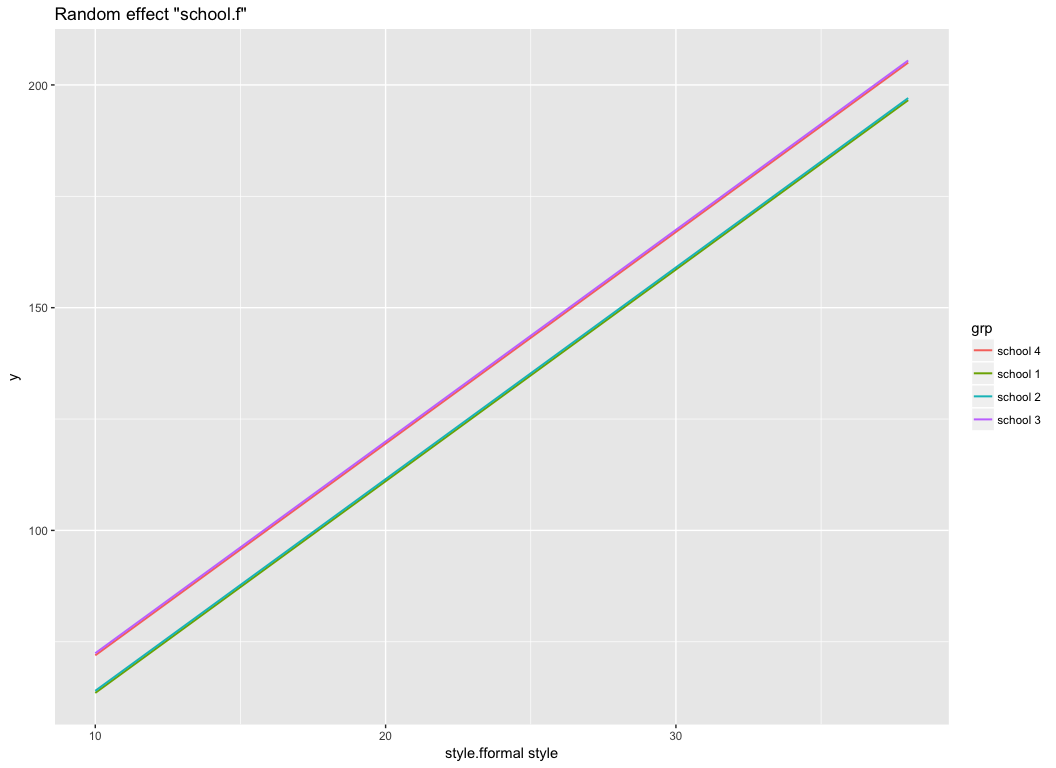 Random effect "school.f"
200
150
100
y
10
20
30
style.fformal style
grp
school 4
school 1
school 2
school 3